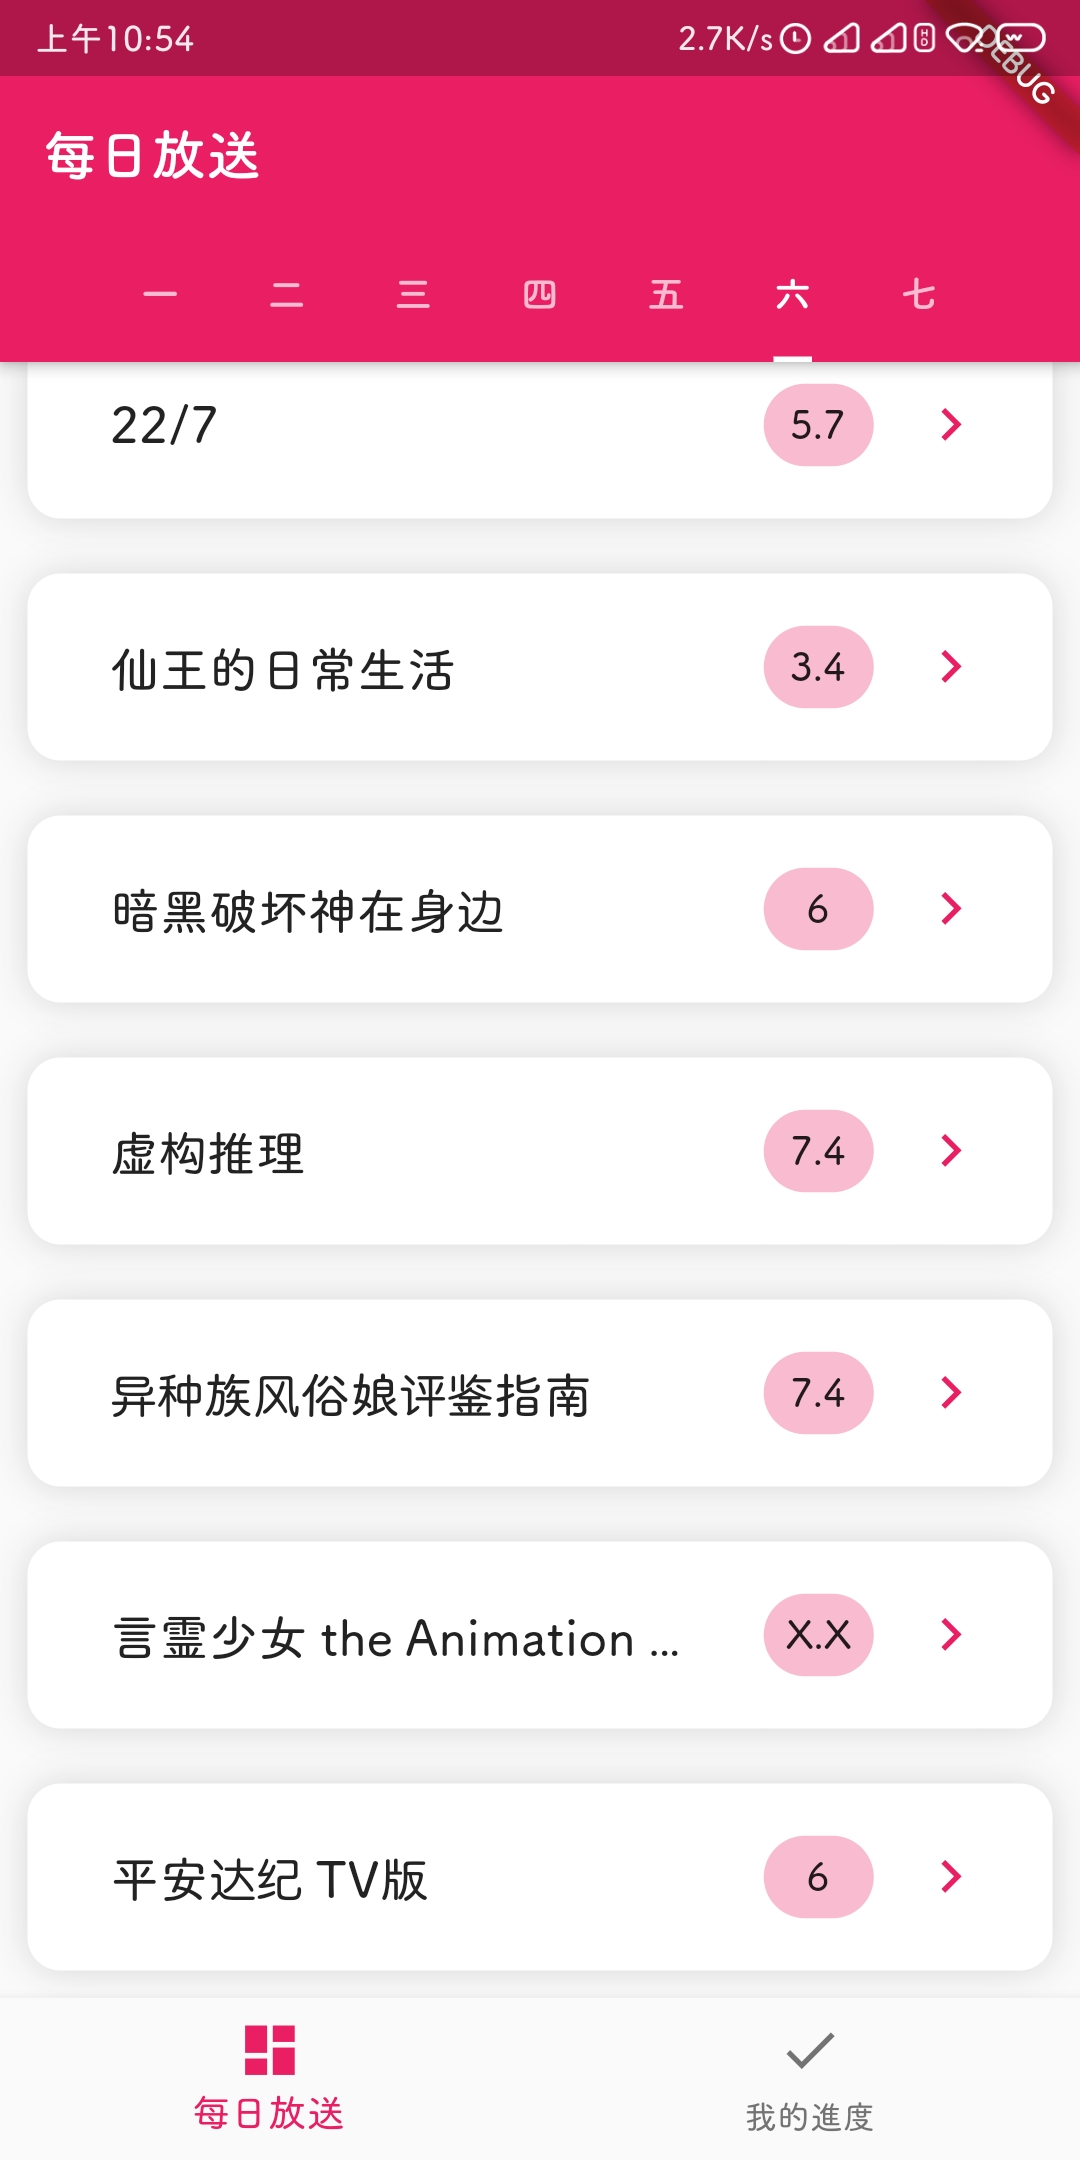 上午10:54
2.7K/s
HD
DEBUG
每日放送
一 二 三 四 五 六 七
22/7 5.7
仙王的日常生活 3.4
暗黑破坏神在身边 6
虚构推理 7.4
异种族风俗娘评鉴指南 7.4
言霊少女 the Animation ... X.X
平安达纪 TV版 6
每日放送
我的進度